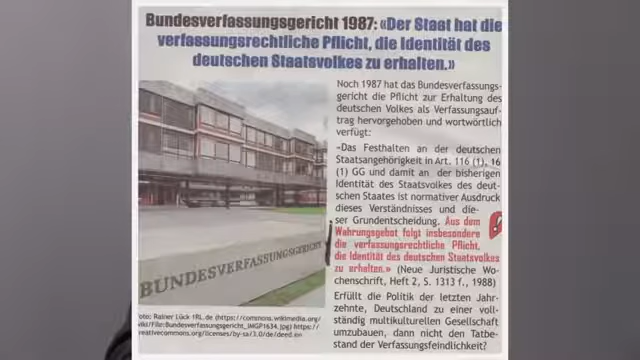 Bundesverfassungsgericht 1987: «Der Staat hat die
verfassungsrechtliche Pflicht, die Identität des
deutschen Staatsvolkes zu erhalten.»
Noch 1987 hat das Bundesverfassungs-
gericht die Pflicht zur Erhaltung des
deutschen Volkes als Verfassungsauf-
trag hervorgehoben und wortwörtlich
verfügt:
«Das Festhalten an der deutschen
Staatsangehörigkeit in Art. 116 (1), 16
(1) GG und damit an der bisherigen
Identität des Staatsvolkes des deut-
schen Staates ist normativer Ausdruck
dieses Verständnisses und die-
ser Grundentscheidung. Aus dem
Wahrungsgebot folgt insbesondere
die verfassungsrechtliche Pflicht,
die Identität des deutschen Staatsvolkes
zu erhalten.» (Neue Juristische Wo-
chenschrift, Heft 2, S. 1313 f., 1988)
Erfüllt die Politik der letzten Jahr-
zehnte, Deutschland zu einer voll-
ständig multikulturellen Gesellschaft
umzubauen, dann nicht den Tatbe-
stand der Verfassungsfeindlichkeit?
BUNDESVERFASSUNGSGERICHT
Foto: Rainer Lück 1RL.de (https://commons.wikimedia.org/
wiki/File:Bundesverfassungsgericht_IMGP1634.jpg) https://
creativecommons.org/licenses/by-sa/3.0/de/deed.en